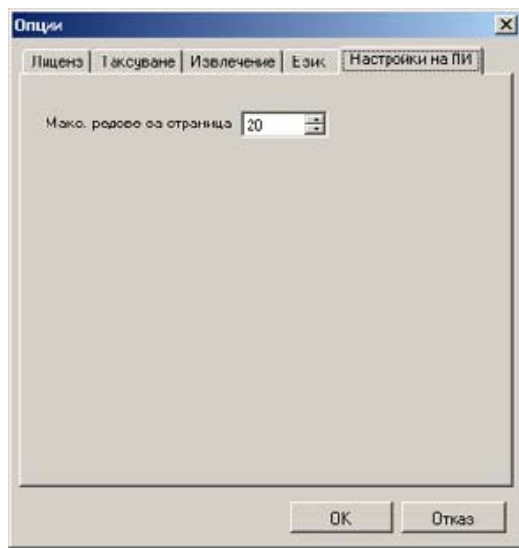 Опции
Лиценз Таксуване Извлечение Език Настройки на ПИ
Макс. редове за страница 20
OK Отказ